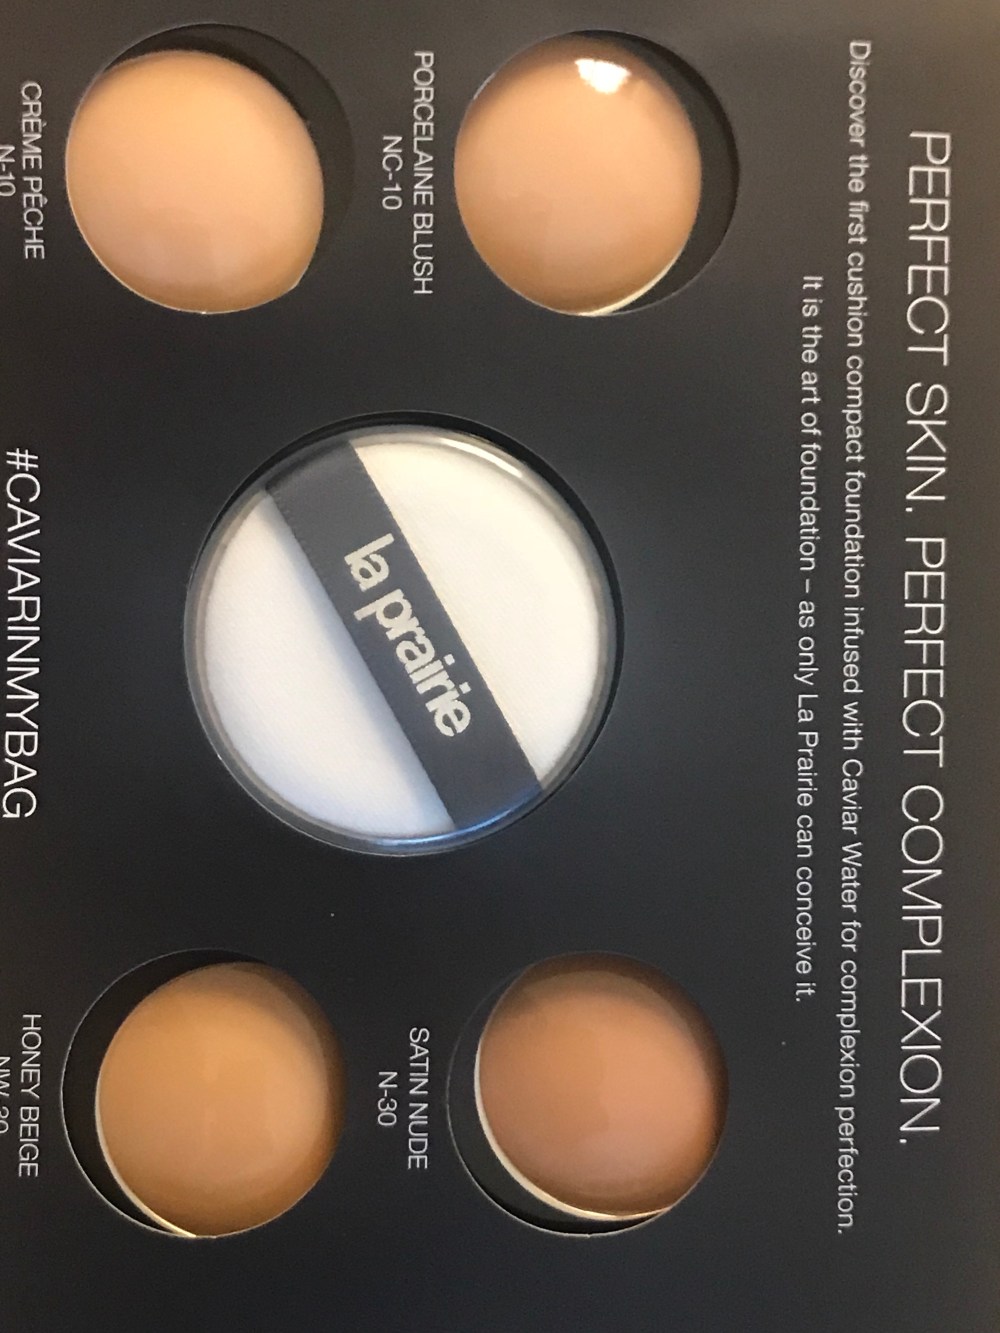 PERFECT SKIN. PERFECT COMPLEXION.
Discover the first cushion compact foundation infused with Caviar Water for complexion perfection.
It is the art of foundation – as only La Prairie can conceive it.
PORCELAINE BLUSH
NC-10
SATIN NUDE
N-30
la prairie
CRÈME PÊCHE
N-10
HONEY BEIGE
#CAVIARINMYBAG